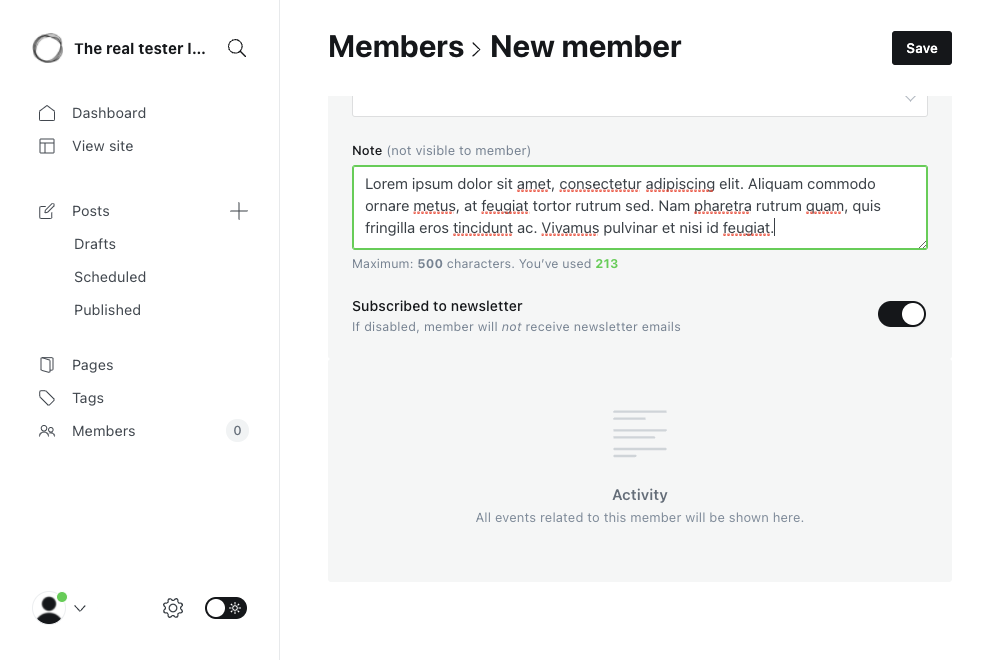 The real tester l...
Members > New member
Save
Dashboard
View site
Posts
Drafts
Scheduled
Published
Pages
Tags
Members
0
Note (not visible to member)
Lorem ipsum dolor sit amet, consectetur adipiscing elit. Aliquam commodo
ornare metus, at feugiat tortor rutrum sed. Nam pharetra rutrum quam, quis
fringilla eros tincidunt ac. Vivamus pulvinar et nisi id feugiat.
Maximum: 500 characters. You've used 213
Subscribed to newsletter
If disabled, member will not receive newsletter emails
Activity
All events related to this member will be shown here.